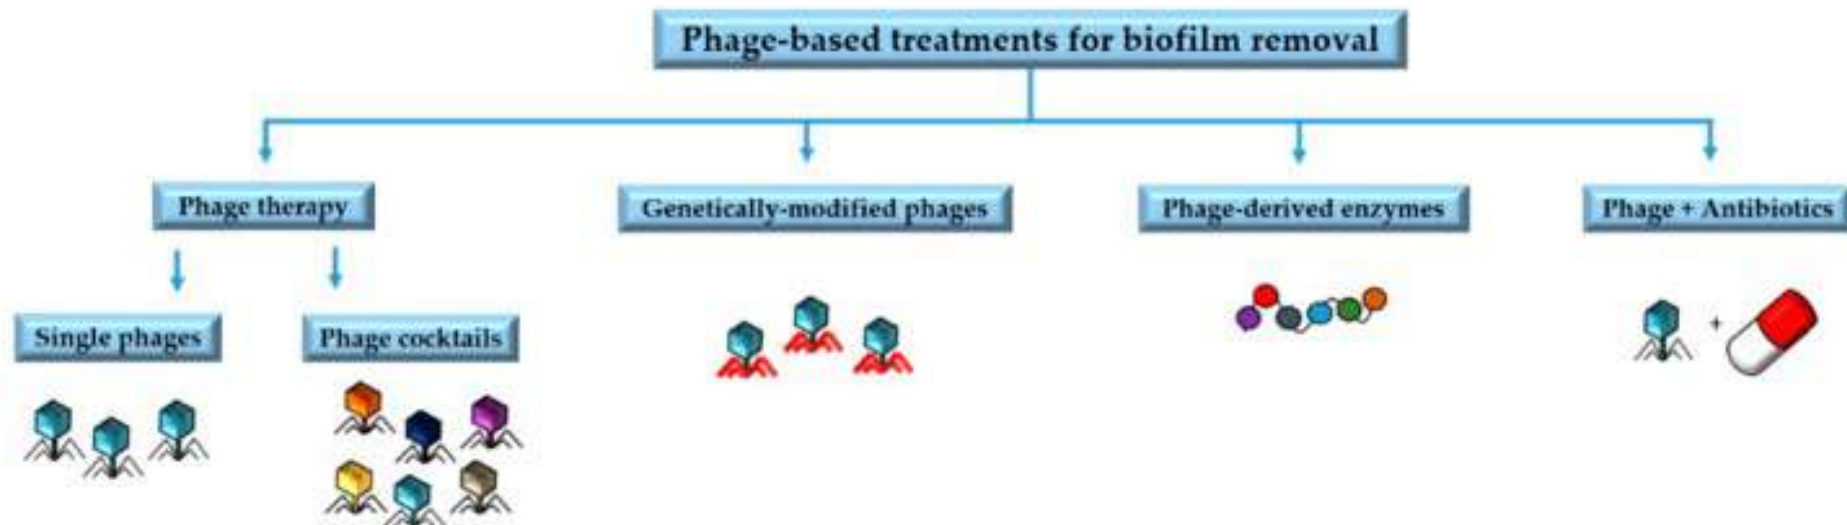 Phage-based treatments for biofilm removal
Phage therapy
Genetically-modified phages
Phage-derived enzymes
Phage + Antibiotics
Single phages
Phage cocktails
+